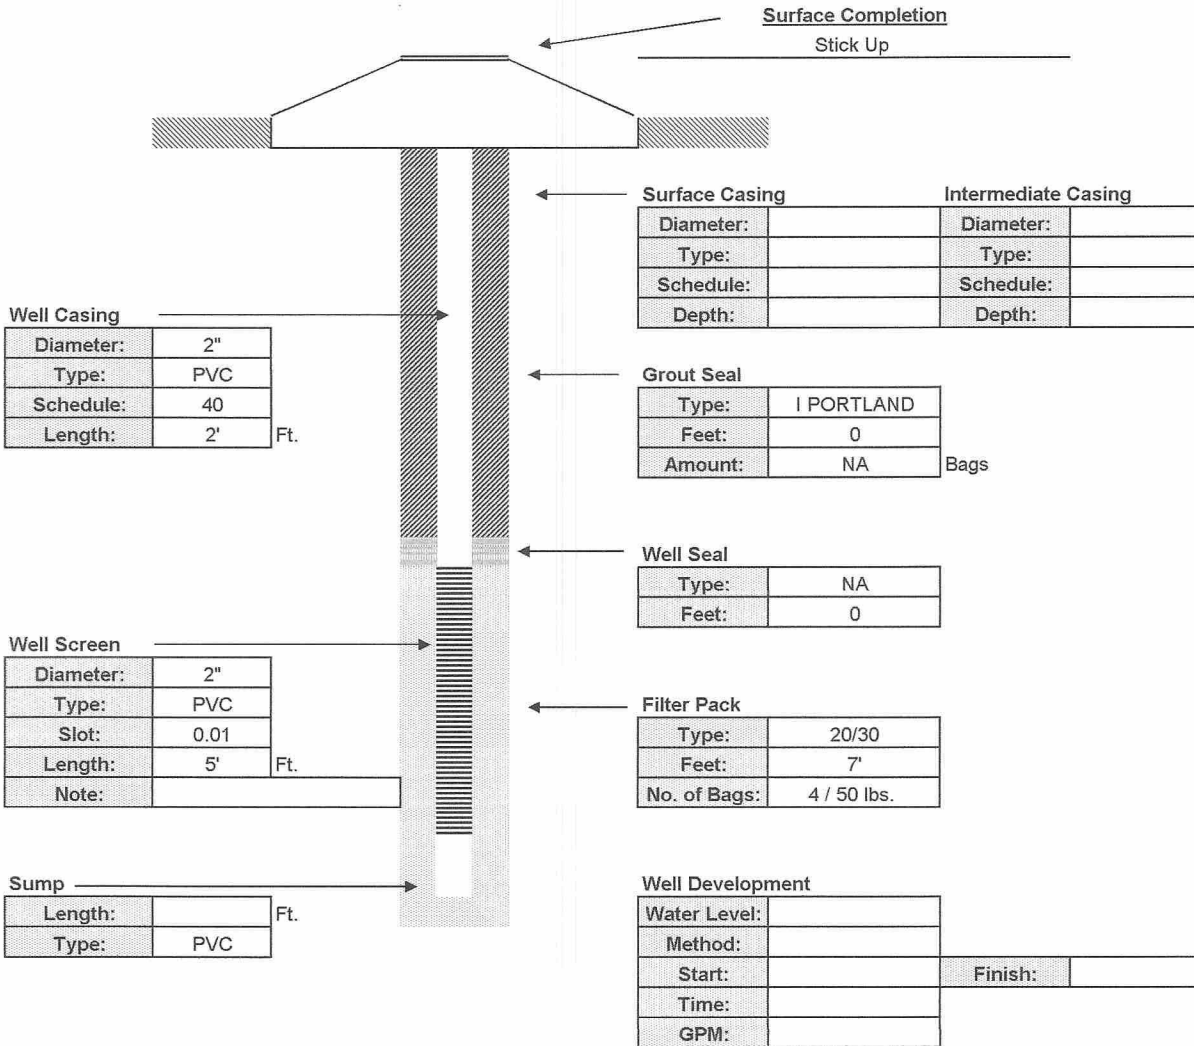 Surface Completion
Stick Up
Surface Casing
Diameter:
Type:
Schedule:
Depth:
Intermediate Casing
Diameter:
Type:
Schedule:
Depth:
Well Casing
Diameter: 2"
Type: PVC
Schedule: 40
Length: 2' Ft.
Grout Seal
Type: I PORTLAND
Feet: 0
Amount: NA Bags
Well Seal
Type: NA
Feet: 0
Well Screen
Diameter: 2"
Type: PVC
Slot: 0.01
Length: 5' Ft.
Note:
Filter Pack
Type: 20/30
Feet: 7'
No. of Bags: 4 / 50 lbs.
Sump
Length: Ft.
Type: PVC
Well Development
Water Level:
Method:
Start: Finish:
Time:
GPM: